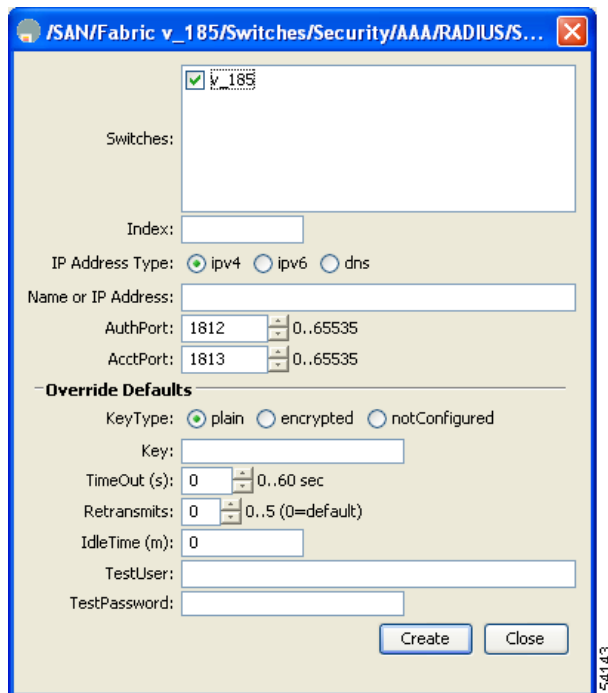 /SAN/Fabric v_185/Switches/Security/AAA/RADIUS/S...
Switches:
v_185
Index:
IP Address Type: ipv4 ipv6 dns
Name or IP Address:
AuthPort: 1812 0..65535
AcctPort: 1813 0..65535
Override Defaults
KeyType: plain encrypted notConfigured
Key:
TimeOut (s): 0 0..60 sec
Retransmits: 0 0..5 (0=default)
IdleTime (m): 0
TestUser:
TestPassword:
Create Close
54143